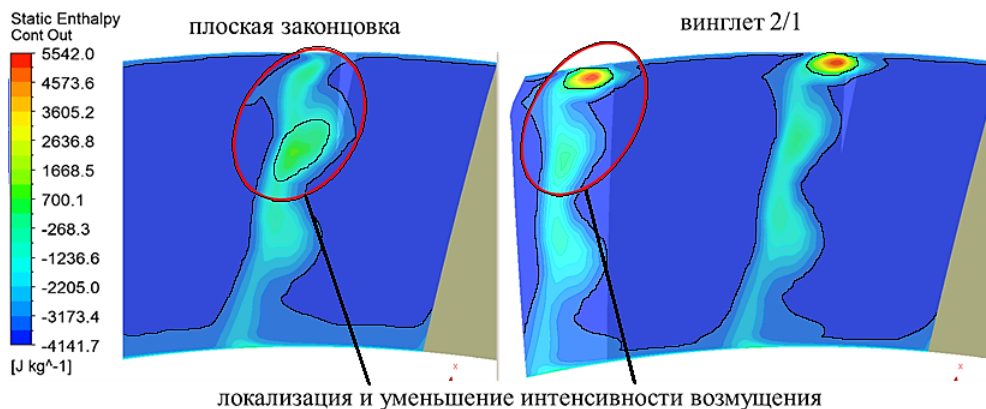 Static Enthalpy
Cont Out
плоская законцовка
винглет 2/1
5542.0
4573.6
3605.2
2636.8
1668.5
700.1
-268.3
-1236.6
-2205.0
-3173.4
-4141.7
[J kg^-1]
x
x
локализация и уменьшение интенсивности возмущения